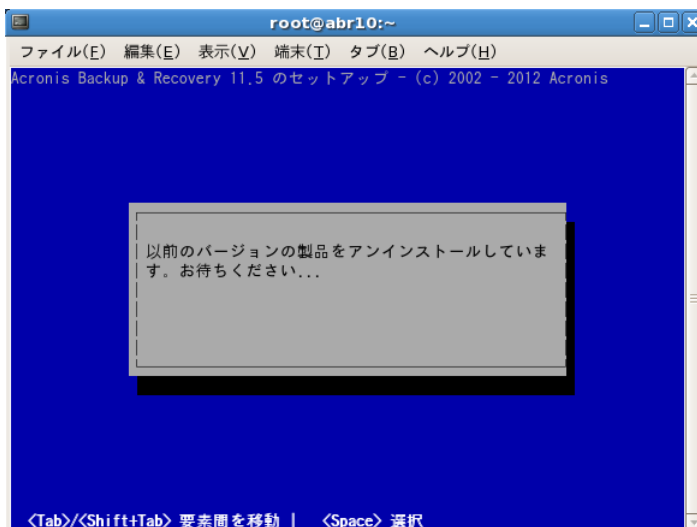 root@abr10:~
ファイル(F) 編集(E) 表示(V) 端末(T) タブ(B) ヘルプ(H)
Acronis Backup & Recovery 11.5 のセットアップ - (c) 2002 - 2012 Acronis
以前のバージョンの製品をアンインストールしていま
す。お待ちください...
<Tab>/<Shift+Tab> 要素間を移動 | <Space> 選択